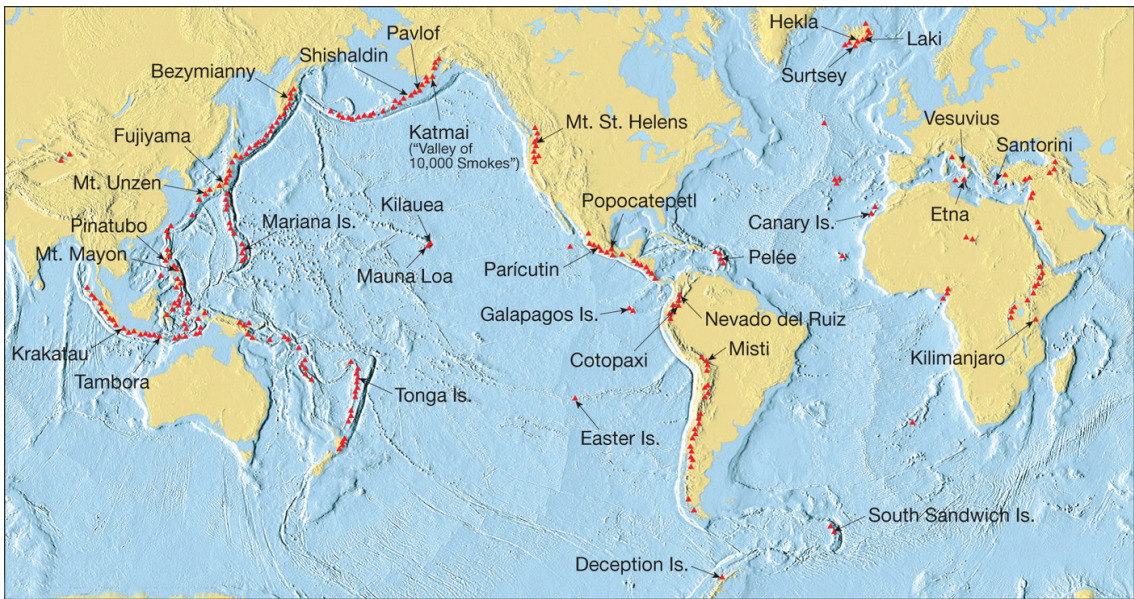 Hekla
Laki
Surtsey
Pavlof
Shishaldin
Bezymianny
Katmai
("Valley of
10,000 Smokes")
Mt. St. Helens
Vesuvius
Santorini
Fujiyama
Mt. Unzen
Pinatubo
Mt. Mayon
Mariana Is.
Kilauea
Mauna Loa
Popocatepetl
Canary Is.
Etna
Parícutin
Pelée
Galapagos Is.
Nevado del Ruiz
Cotopaxi
Misti
Kilimanjaro
Krakatau
Tambora
Tonga Is.
Easter Is.
South Sandwich Is.
Deception Is.